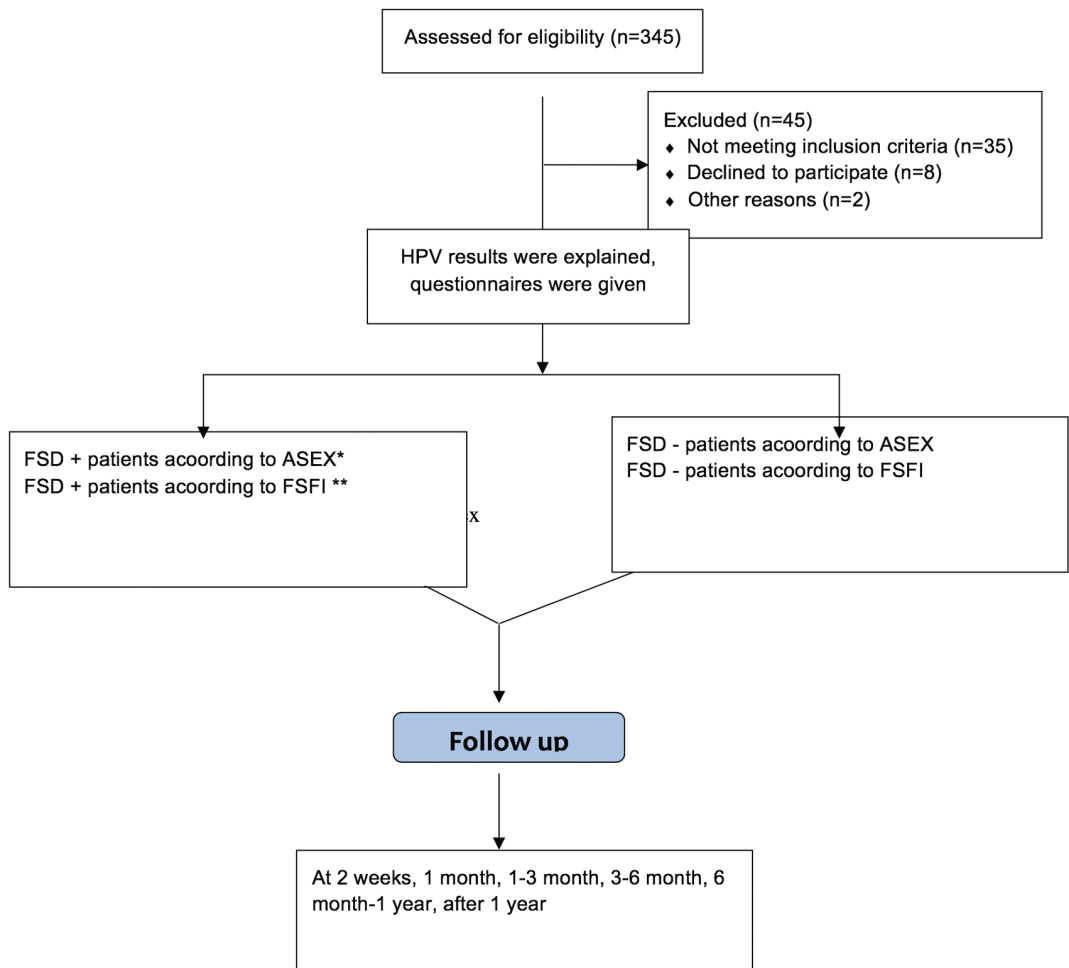 Assessed for eligibility (n=345)
Excluded (n=45)
♦ Not meeting inclusion criteria (n=35)
♦ Declined to participate (n=8)
♦ Other reasons (n=2)
HPV results were explained,
questionnaires were given
FSD + patients acoording to ASEX*
FSD + patients acoording to FSFI **
x
FSD - patients acoording to ASEX
FSD - patients acoording to FSFI
Follow up
At 2 weeks, 1 month, 1-3 month, 3-6 month, 6
month-1 year, after 1 year